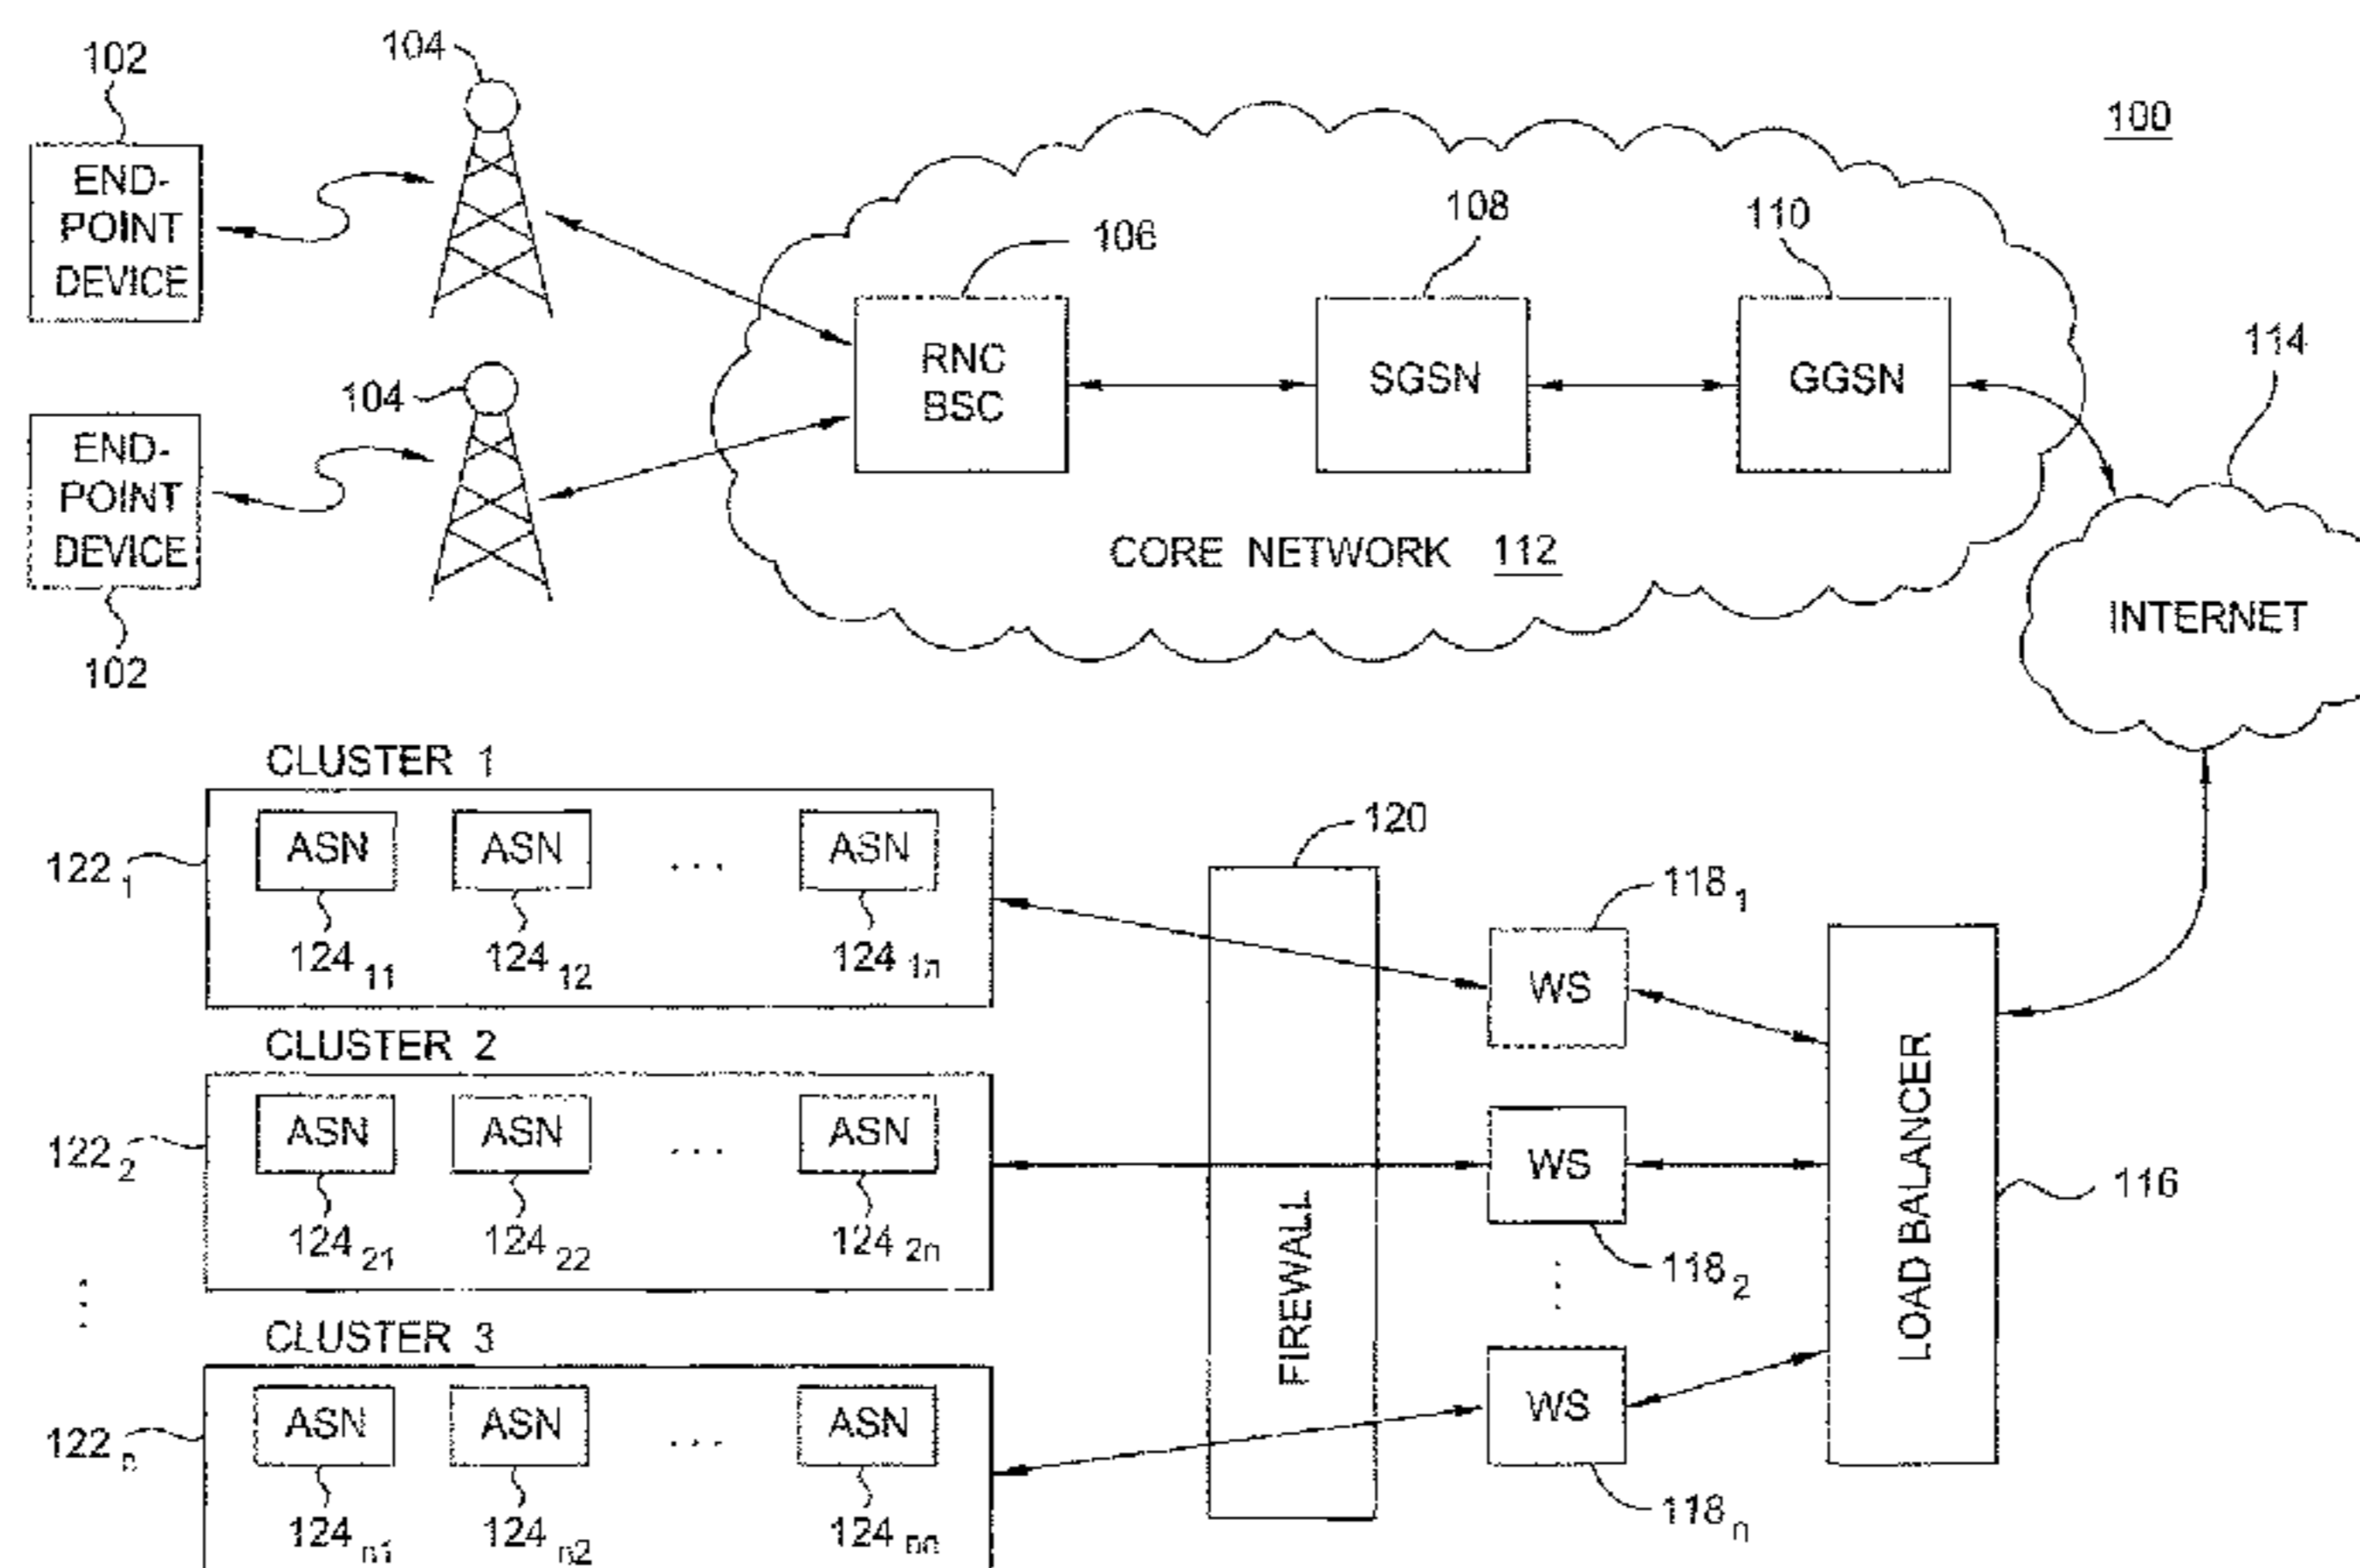 102
104
100
END-
POINT
DEVICE
106
108
110
RNC
BSC
SGSN
GGSN
114
104
END-
POINT
DEVICE
CORE NETWORK 112
INTERNET
102
CLUSTER 1
ASN ASN ... ASN
122 1
124 11 124 12 124 1n
120
118 1
WS
CLUSTER 2
ASN ASN ... ASN
122 2
124 21 124 22 124 2n
WS
118 2
FIREWALL
LOAD BALANCER
116
CLUSTER 3
ASN ASN ... ASN
122 n
124 n1 124 n2 124 nn
WS
118 n